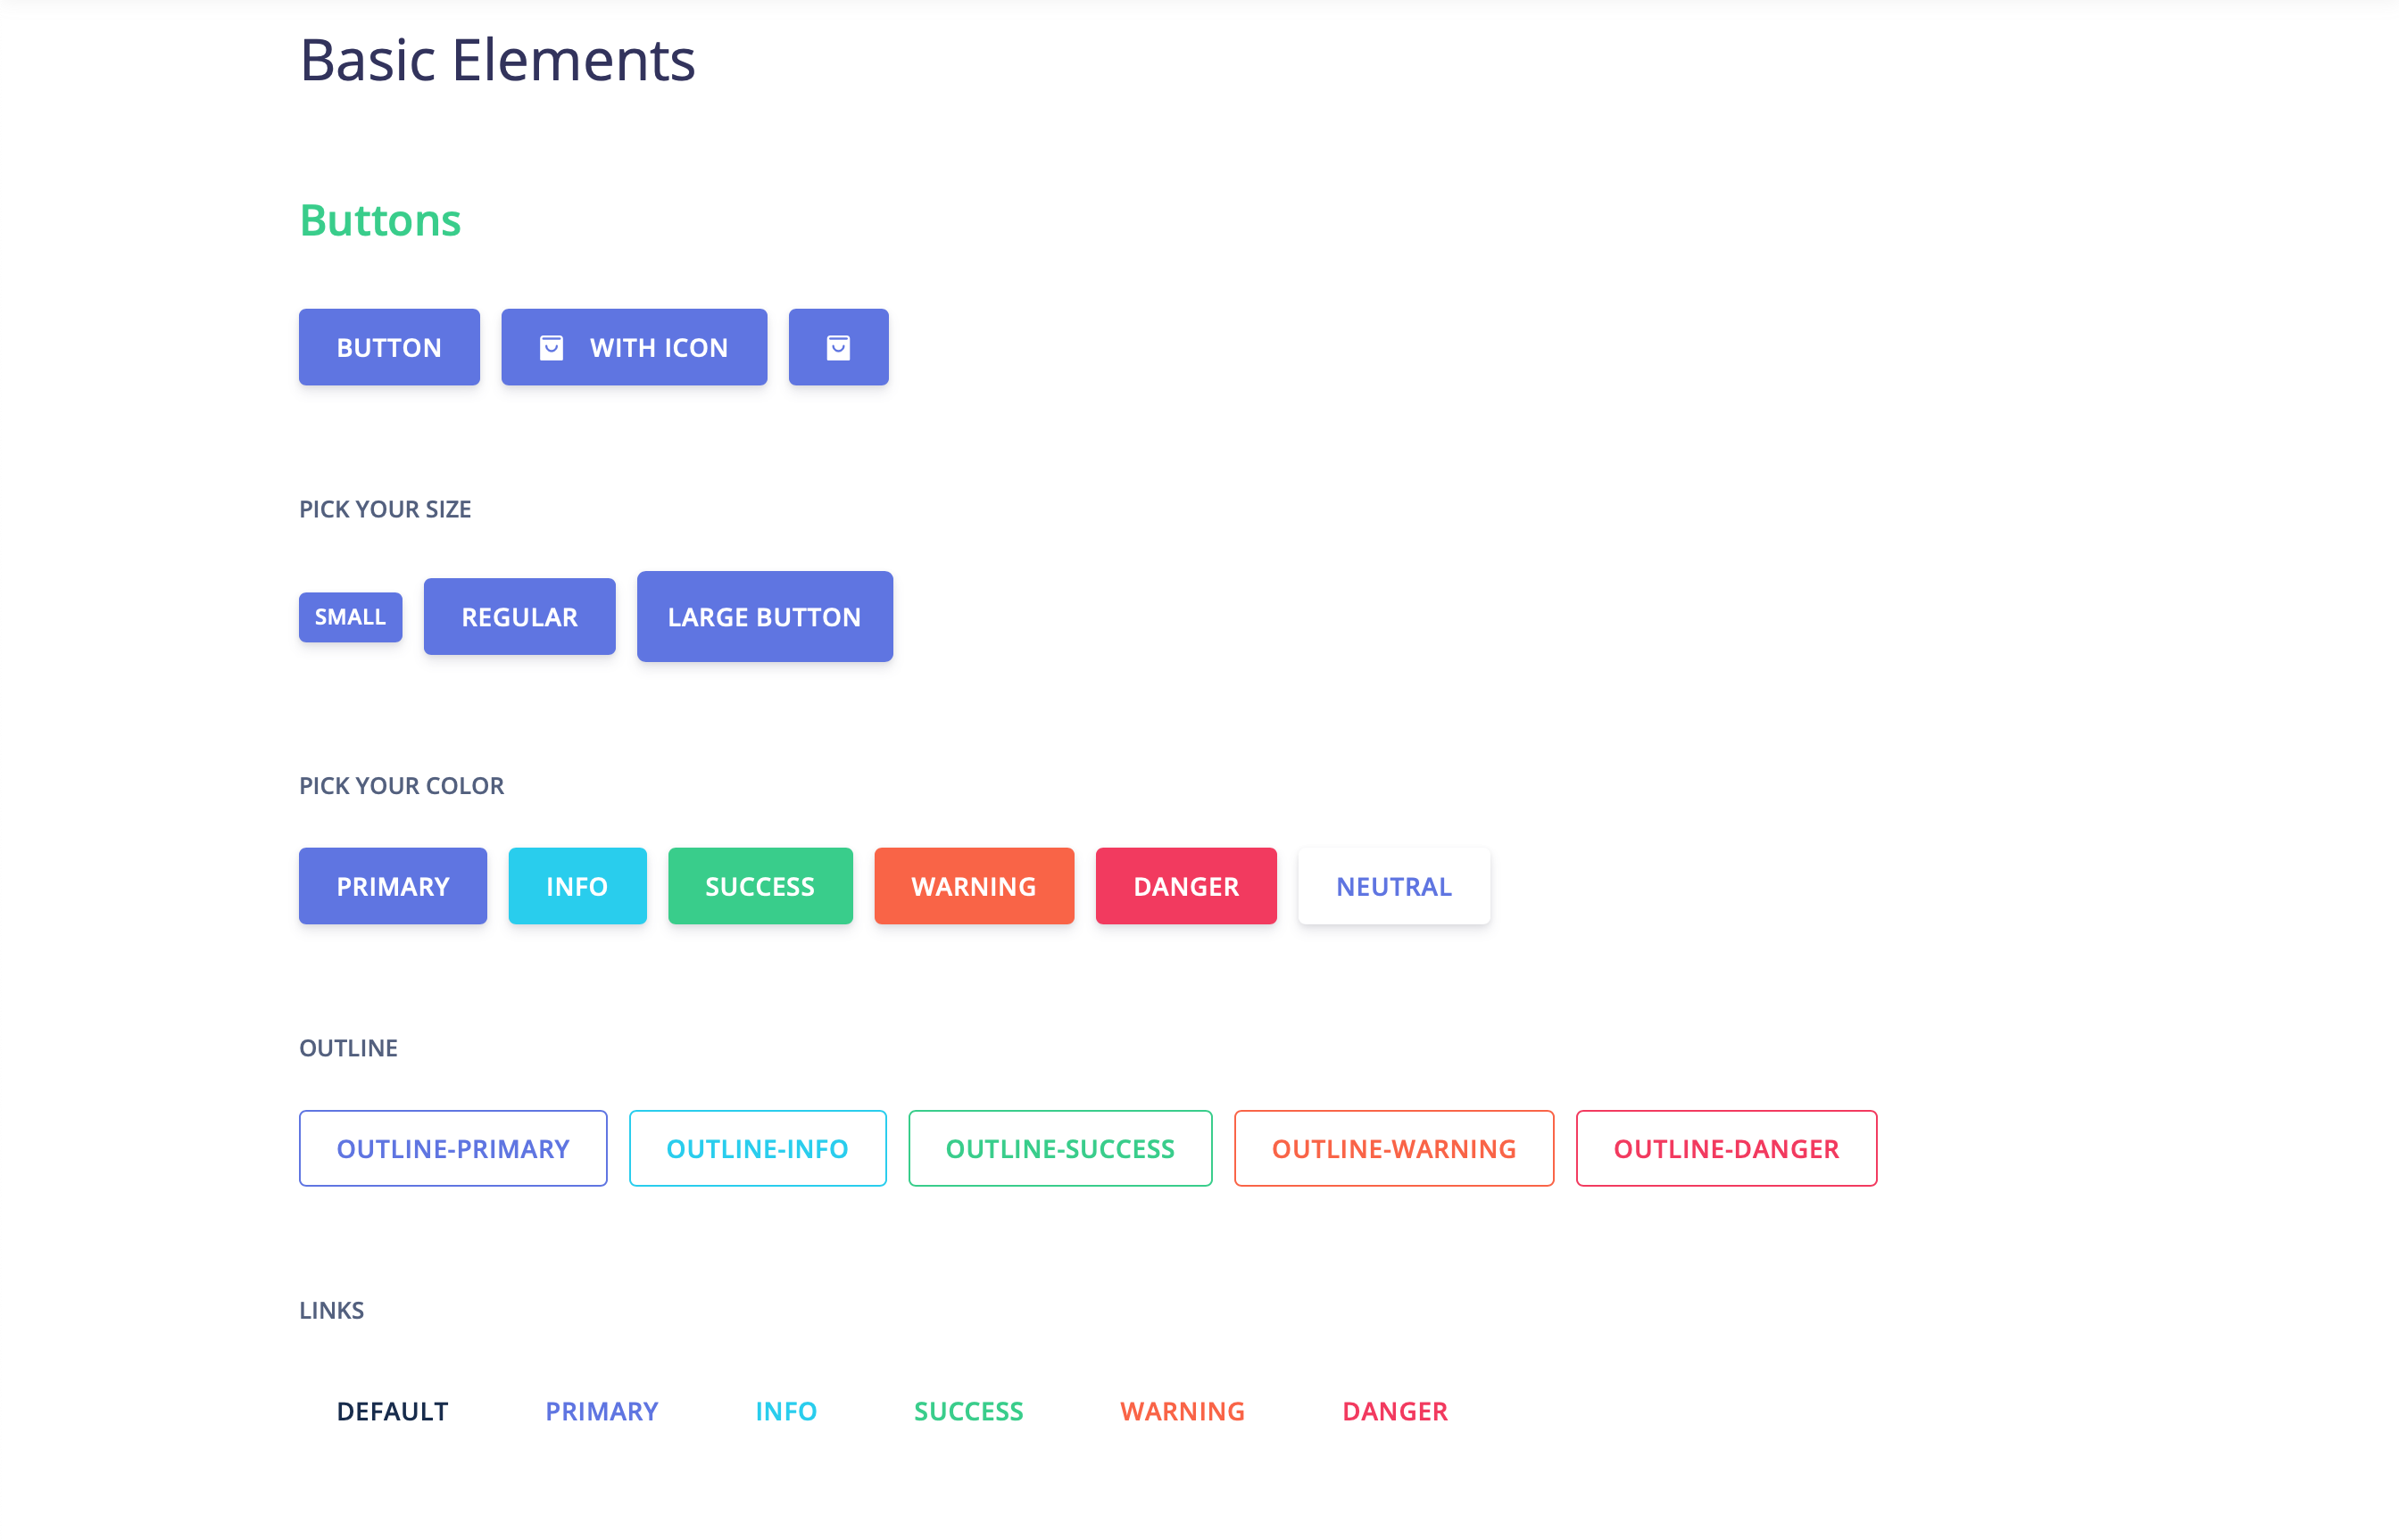 Basic Elements
Buttons
BUTTON WITH ICON
PICK YOUR SIZE
SMALL REGULAR LARGE BUTTON
PICK YOUR COLOR
PRIMARY INFO SUCCESS WARNING DANGER NEUTRAL
OUTLINE
OUTLINE-PRIMARY OUTLINE-INFO OUTLINE-SUCCESS OUTLINE-WARNING OUTLINE-DANGER
LINKS
DEFAULT PRIMARY INFO SUCCESS WARNING DANGER